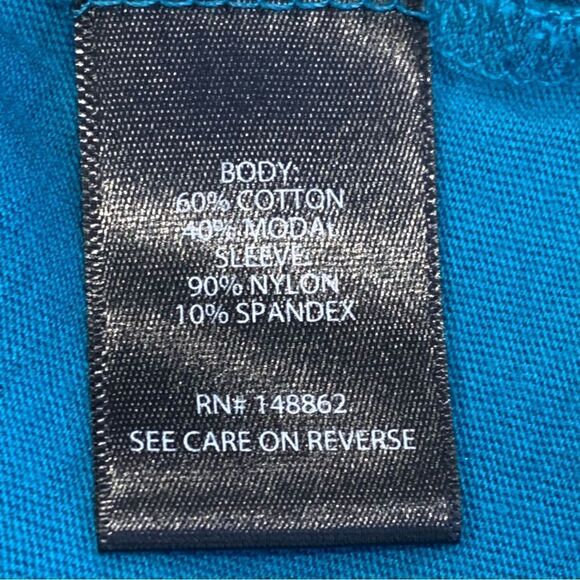 BODY:
60% COTTON
40% MODAL
SLEEVE:
90% NYLON
10% SPANDEX
RN# 148862
SEE CARE ON REVERSE